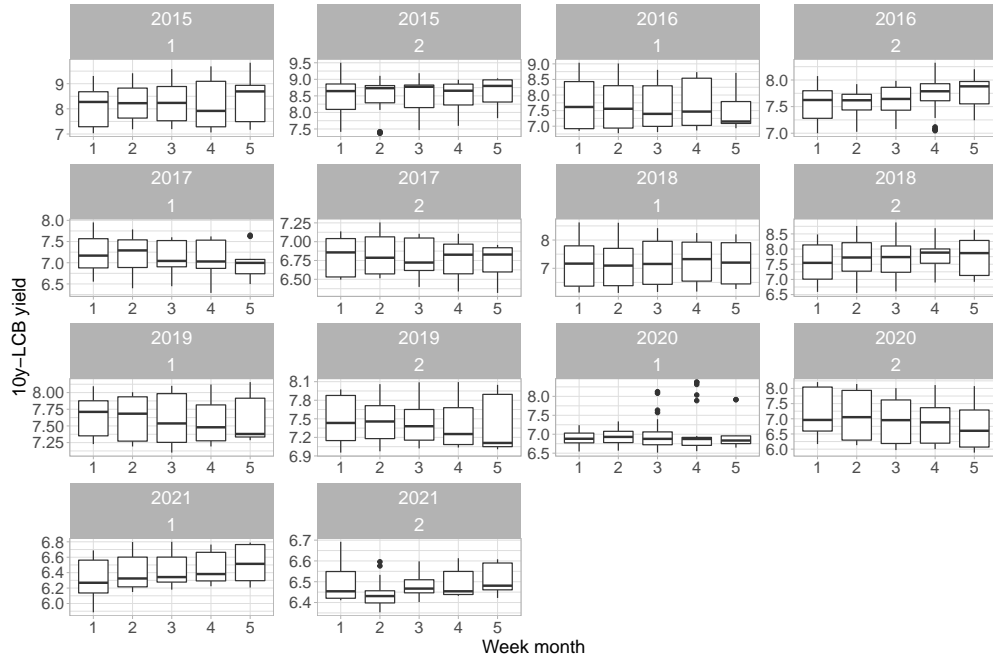 2015 2015 2016 2016
1 2 1 2
9 8 7
9.5 9.0 8.5 8.0 7.5
9.0 8.5 8.0 7.5 7.0
8.0 7.5 7.0
1 2 3 4 5 1 2 3 4 5 1 2 3 4 5 1 2 3 4 5
2017 2017 2018 2018
1 2 1 2
8.0 7.5 7.0 6.5
7.25 7.00 6.75 6.50
8 7
8.5 8.0 7.5 7.0 6.5
1 2 3 4 5 1 2 3 4 5 1 2 3 4 5 1 2 3 4 5
2019 2019 2020 2020
1 2 1 2
8.00 7.75 7.50 7.25
8.1 7.8 7.5 7.2 6.9
8.0 7.5 7.0 6.5
8.0 7.5 7.0 6.5 6.0
1 2 3 4 5 1 2 3 4 5 1 2 3 4 5 1 2 3 4 5
2021 2021
1 2
6.8 6.6 6.4 6.2 6.0
6.7 6.6 6.5 6.4
1 2 3 4 5 1 2 3 4 5
10y−LCB yield
Week month